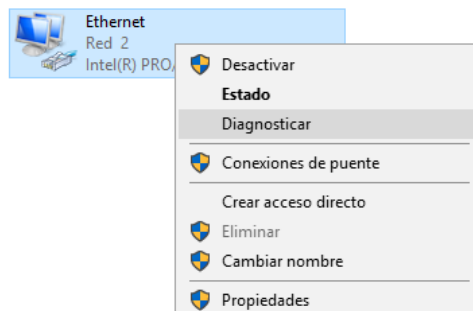 Ethernet
Red 2
Intel(R) PRO/
Desactivar
Estado
Diagnosticar
Conexiones de puente
Crear acceso directo
Eliminar
Cambiar nombre
Propiedades